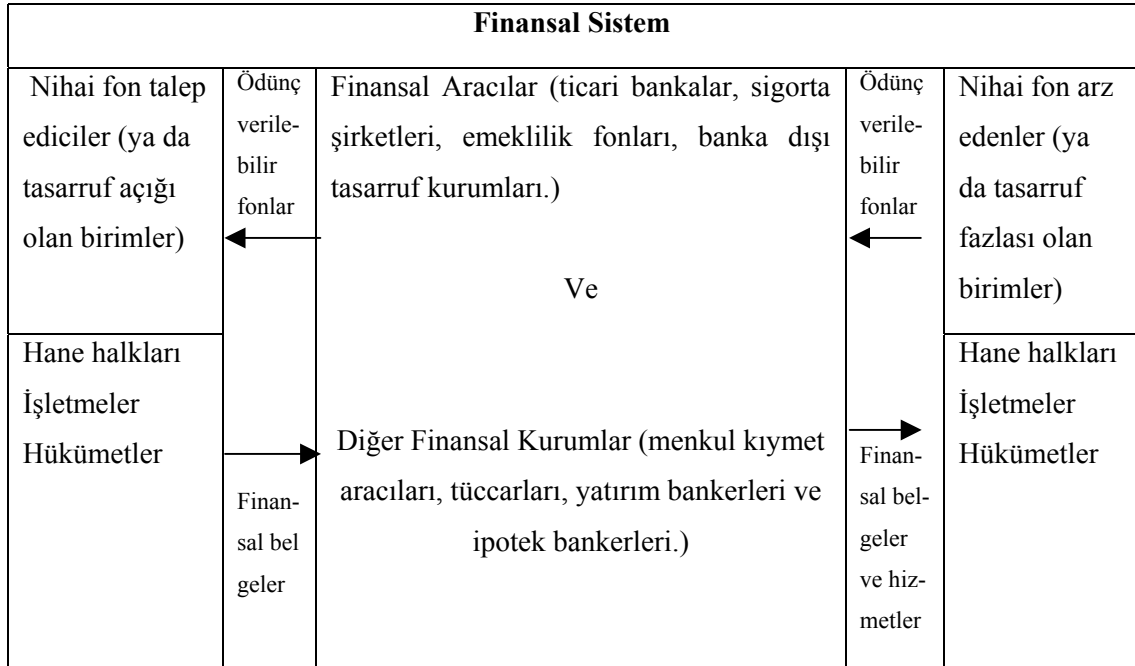 Finansal Sistem
Nihai fon talep
ediciler (ya da
tasarruf açığı
olan birimler)
Ödünç
verile-
bilir
fonlar
Finansal Aracılar (ticari bankalar, sigorta
şirketleri, emeklilik fonları, banka dışı
tasarruf kurumları.)
Ve
Diğer Finansal Kurumlar (menkul kıymet
aracıları, tüccarları, yatırım bankerleri ve
ipotek bankerleri.)
Ödünç
verile-
bilir
fonlar
Nihai fon arz
edenler (ya
da tasarruf
fazlası olan
birimler)
Hane halkları
İşletmeler
Hükümetler
Finan-
sal bel
geler
Finan-
sal bel-
geler
ve hiz-
metler
Hane halkları
İşletmeler
Hükümetler